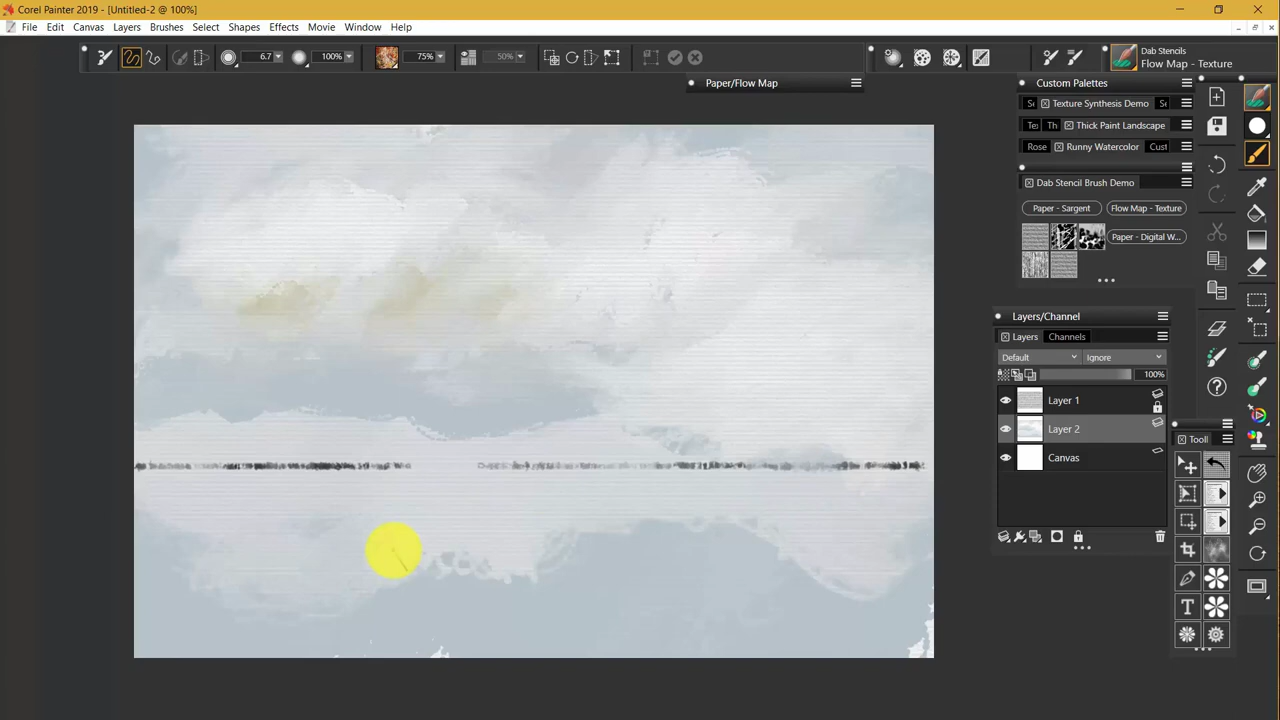 Corel Painter 2019 - [Untitled-2 @ 100%]
File Edit Canvas Layers Brushes Select Shapes Effects Movie Window Help
6.7 100% 75% 50%
Dab Stencils
Flow Map - Texture
Paper/Flow Map
Custom Palettes
Texture Synthesis Demo
Thick Paint Landscape
Rose Runny Watercolor Cust
Dab Stencil Brush Demo
Paper - Sargent Flow Map - Texture
Paper - Digital W...
Layers/Channel
Layers Channels
Default Ignore
100%
Layer 1
Layer 2
Canvas
Tooll
T